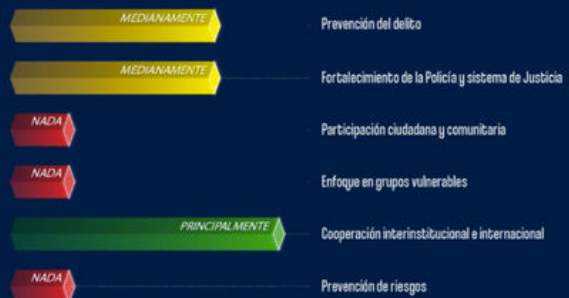 MEDIANAMENTE Prevención del delito
MEDIANAMENTE Fortalecimiento de la Policía y sistema de Justicia
NADA Participación ciudadana y comunitaria
NADA Enfoque en grupos vulnerables
PRINCIPALMENTE Cooperación interinstitucional e internacional
NADA Prevención de riesgos